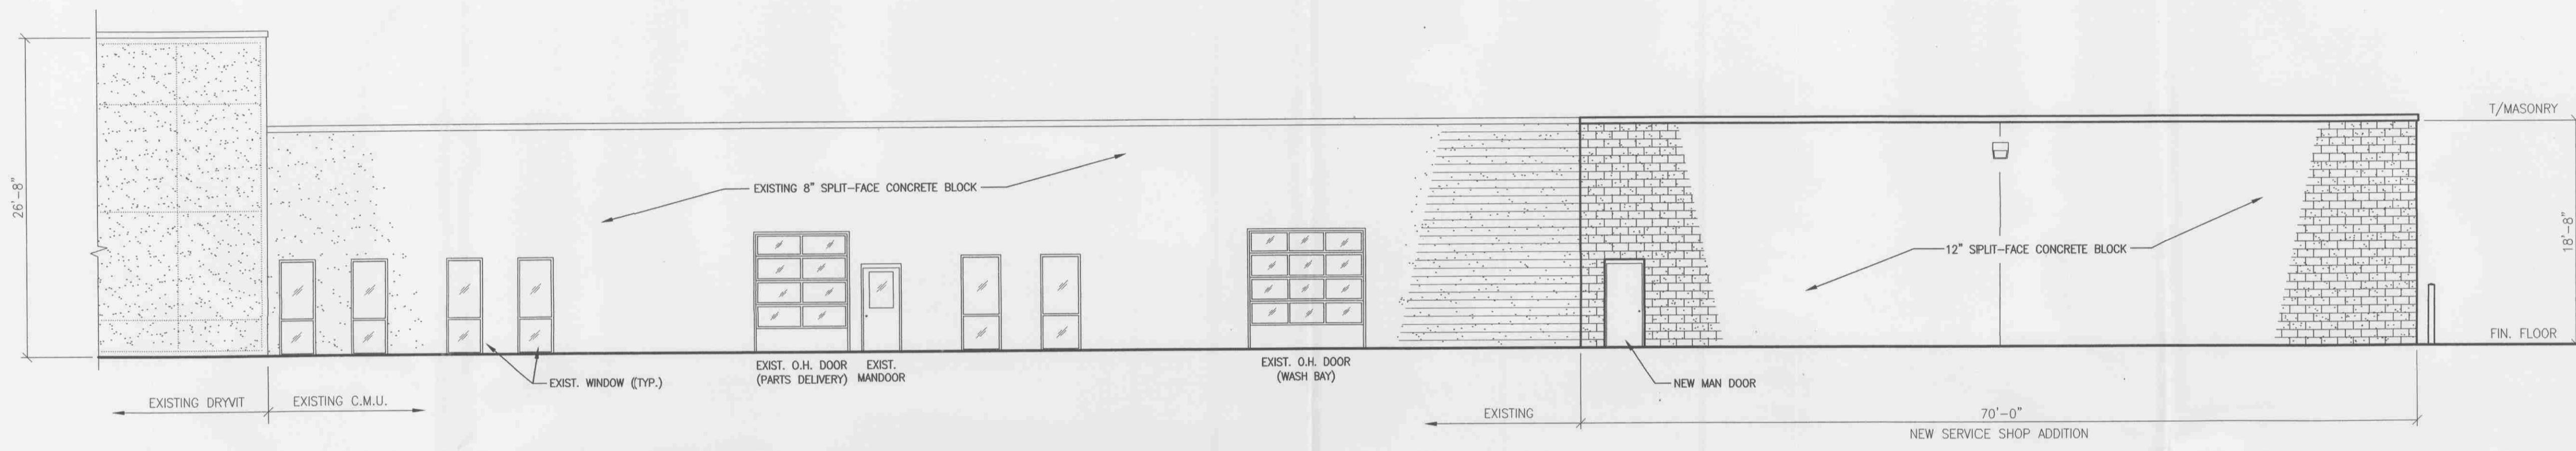 26'-8"
EXISTING 8" SPLIT-FACE CONCRETE BLOCK
T/MASONRY
12" SIPLIT-FACE CONCRETE BLOCK
18'-8"
FIN. FLOOR
EXIST. WINDOW ((TYP.)
EXIST. O.H. DOOR
(PARTS DELIVERY)
EXIST.
MANDOOR
EXIST. O.H. DOOR
(WASH BAY)
NEW MAN DOOR
EXISTING DRYVIT
EXISTING C.M.U.
EXISTING
70'-0"
NEW SERVICE SHOP ADDITION